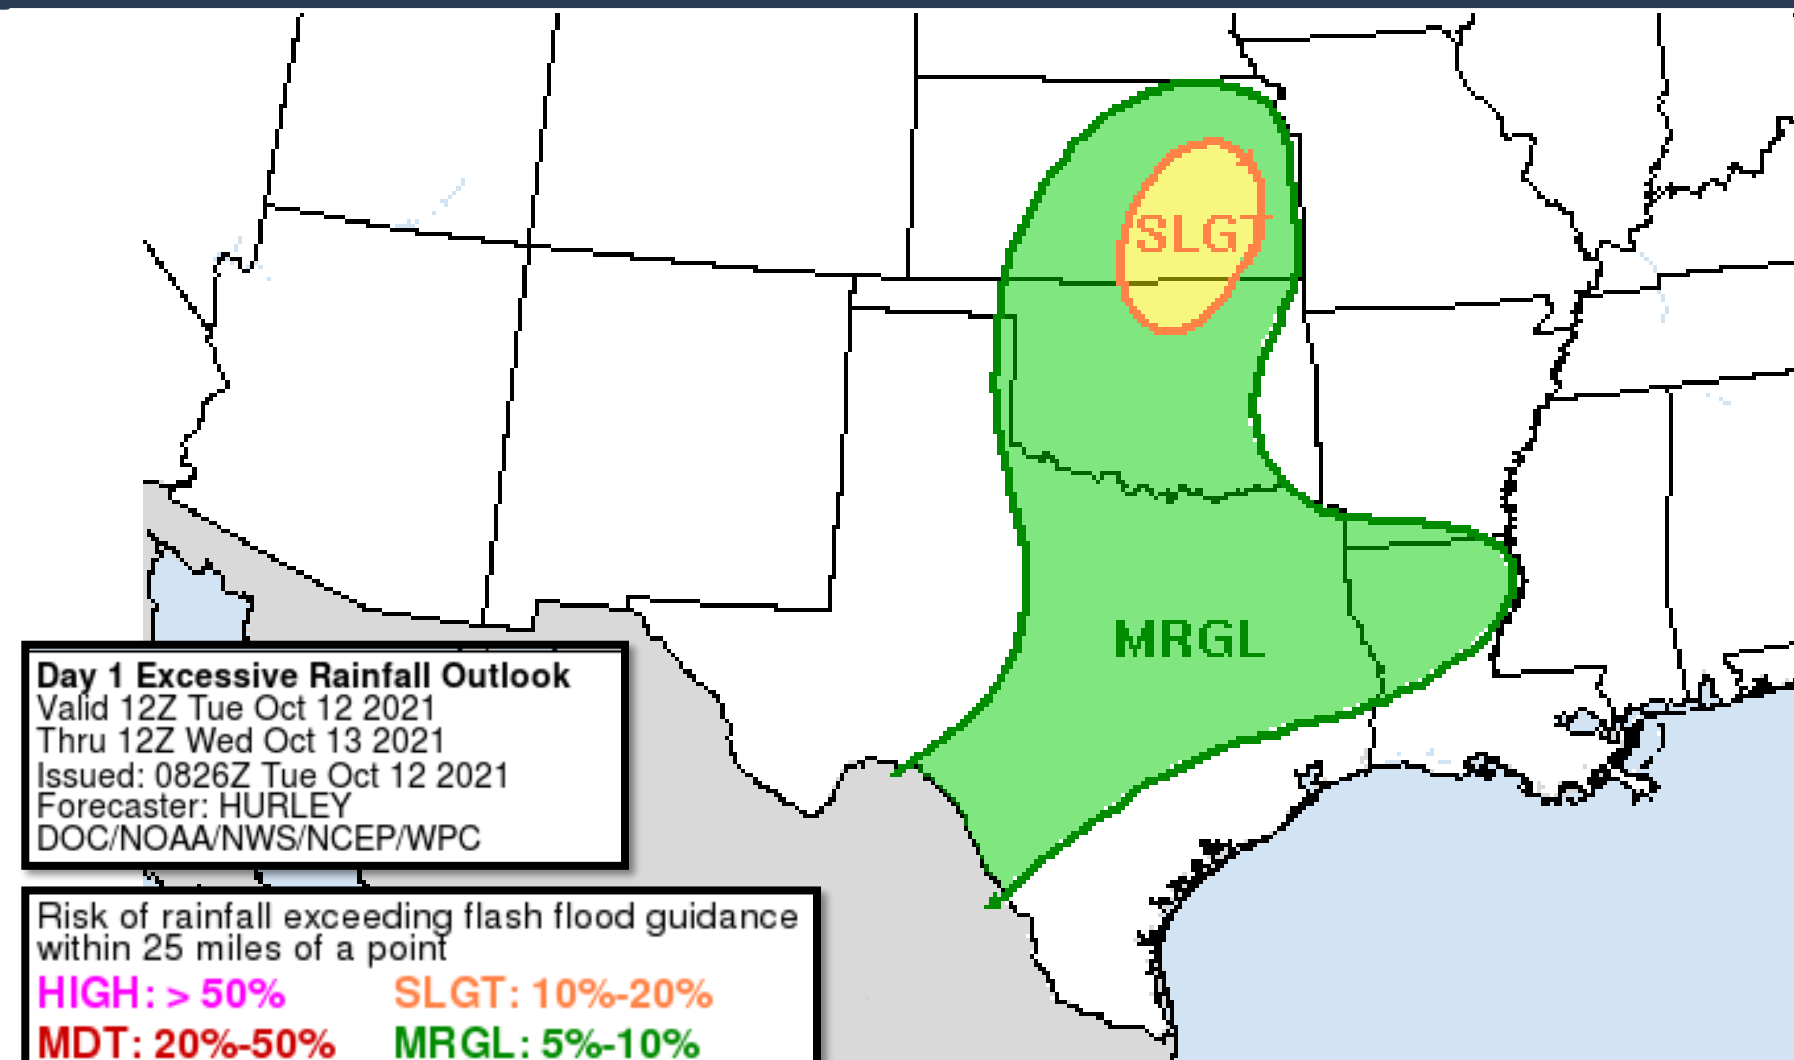 SLGT
MRGL
Day 1 Excessive Rainfall Outlook
Valid 12Z Tue Oct 12 2021
Thru 12Z Wed Oct 13 2021
Issued: 0826Z Tue Oct 12 2021
Forecaster: HURLEY
DOC/NOAA/NWS/NCEP/WPC
Risk of rainfall exceeding flash flood guidance
within 25 miles of a point
HIGH: > 50% SLGT: 10%-20%
MDT: 20%-50% MRGL: 5%-10%